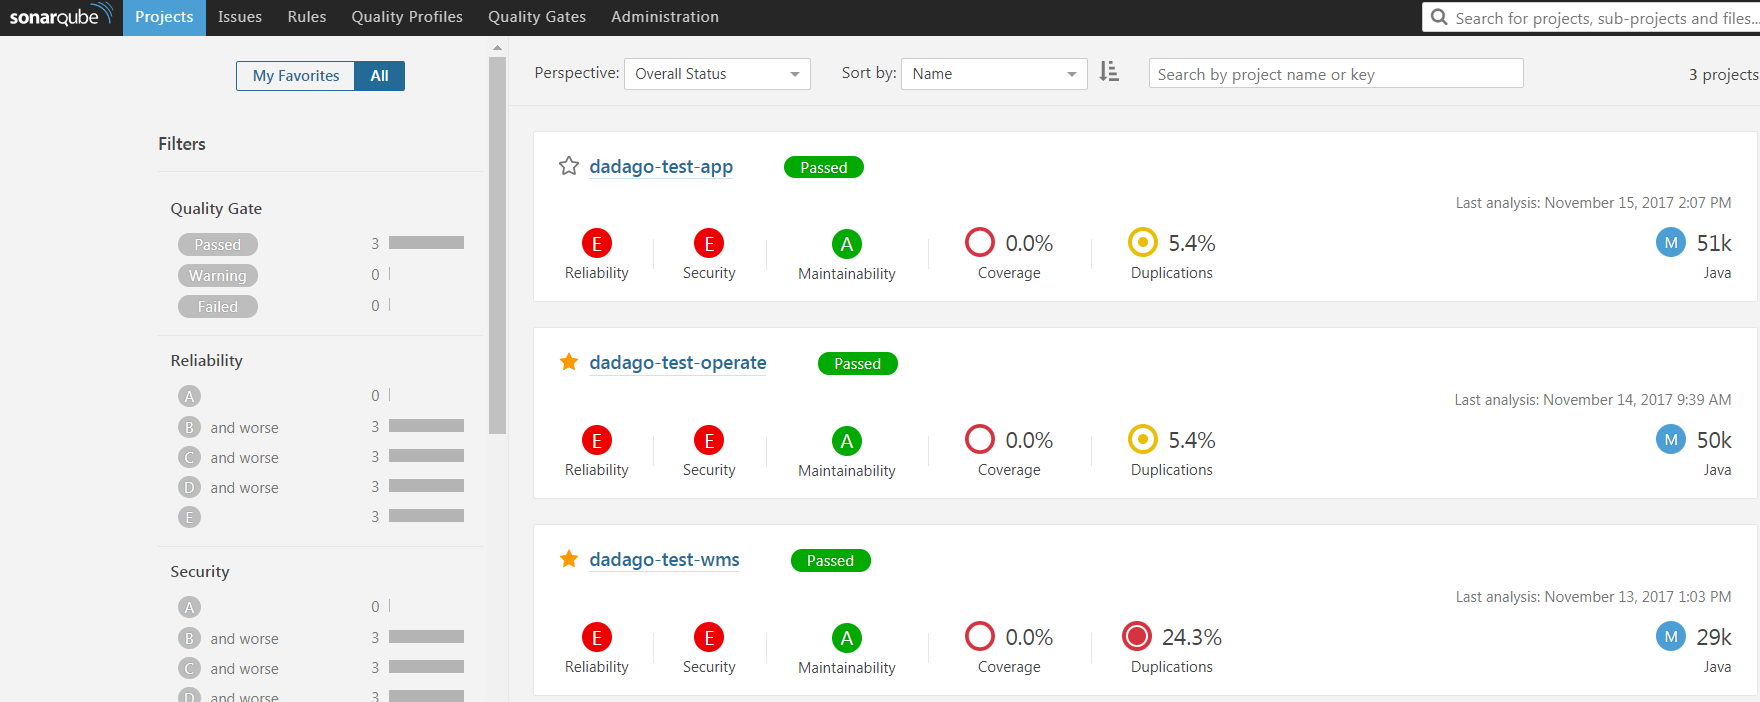 sonarqube Projects Issues Rules Quality Profiles Quality Gates Administration Search for projects, sub-projects and files...
My Favorites All
Filters
Quality Gate
Passed 3
Warning 0
Failed 0
Reliability
A 0
B and worse 3
C and worse 3
D and worse 3
E 3
Security
A 0
B and worse 3
C and worse 3
D and worse 3
Perspective: Overall Status Sort by: Name Search by project name or key 3 projects
dadago-test-app Passed
Last analysis: November 15, 2017 2:07 PM
E E A 0.0% 5.4% M 51k
Reliability Security Maintainability Coverage Duplications Java
dadago-test-operate Passed
Last analysis: November 14, 2017 9:39 AM
E E A 0.0% 5.4% M 50k
Reliability Security Maintainability Coverage Duplications Java
dadago-test-wms Passed
Last analysis: November 13, 2017 1:03 PM
E E A 0.0% 24.3% M 29k
Reliability Security Maintainability Coverage Duplications Java